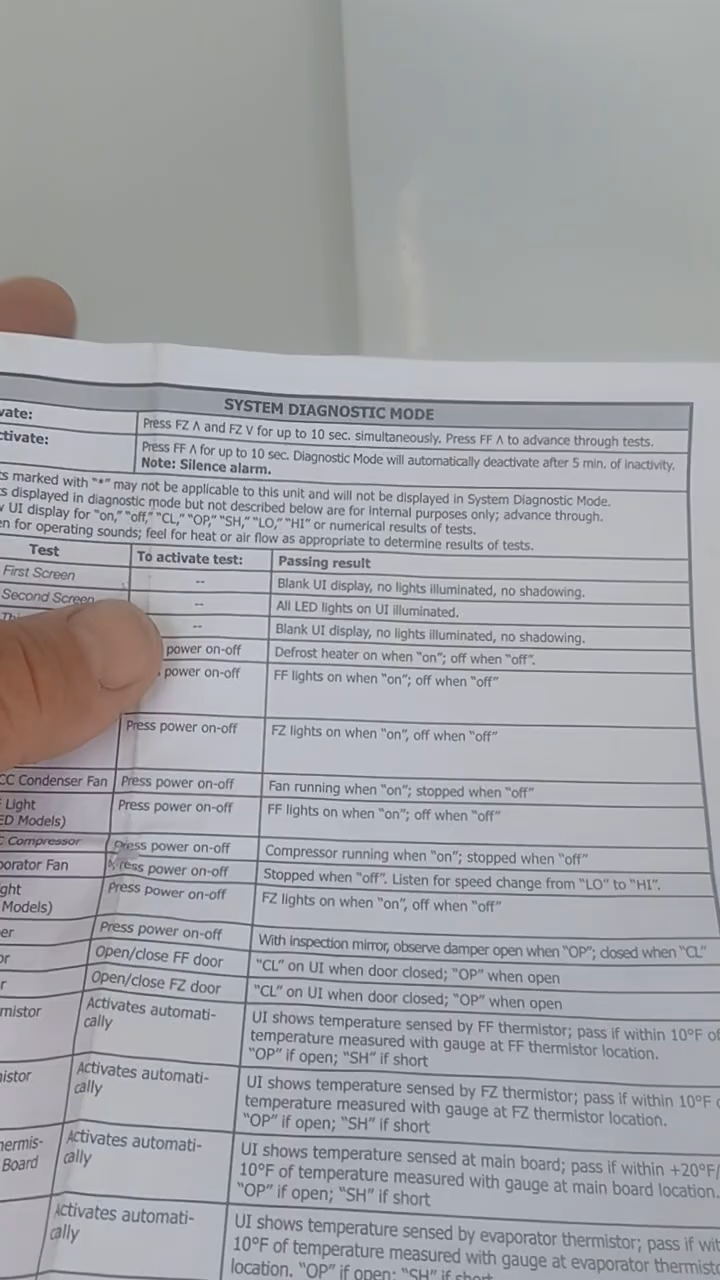 SYSTEM DIAGNOSTIC MODE
vate: Press FZ Λ and FZ V for up to 10 sec. simultaneously. Press FF Λ to advance through tests.
ctivate: Press FF Λ for up to 10 sec. Diagnostic Mode will automatically deactivate after 5 min. of inactivity.
Note: Silence alarm.
ts marked with "*" may not be applicable to this unit and will not be displayed in System Diagnostic Mode.
s displayed in diagnostic mode but not described below are for internal purposes only; advance through.
UI display for "on," "off," "CL," "OP," "SH," "LO," "HI" or numerical results of tests.
en for operating sounds; feel for heat or air flow as appropriate to determine results of tests.
Test To activate test: Passing result
First Screen -- Blank UI display, no lights illuminated, no shadowing.
Second Screen -- All LED lights on UI illuminated.
Thi -- Blank UI display, no lights illuminated, no shadowing.
power on-off Defrost heater on when "on"; off when "off".
power on-off FF lights on when "on"; off when "off"
Press power on-off FZ lights on when "on", off when "off"
CC Condenser Fan Press power on-off Fan running when "on"; stopped when "off"
Light Press power on-off FF lights on when "on"; off when "off"
ED Models)
C Compressor Press power on-off Compressor running when "on"; stopped when "off"
porator Fan Press power on-off Stopped when "off". Listen for speed change from "LO" to "HI".
ght Press power on-off FZ lights on when "on", off when "off"
Models)
er Press power on-off With inspection mirror, observe damper open when "OP"; closed when "CL"
or Open/close FF door "CL" on UI when door closed; "OP" when open
r Open/close FZ door "CL" on UI when door closed; "OP" when open
mistor Activates automati- UI shows temperature sensed by FF thermistor; pass if within 10°F of
cally temperature measured with gauge at FF thermistor location.
"OP" if open; "SH" if short
istor Activates automati- UI shows temperature sensed by FZ thermistor; pass if within 10°F
cally temperature measured with gauge at FZ thermistor location.
"OP" if open; "SH" if short
hermis- Activates automati- UI shows temperature sensed at main board; pass if within +20°F/
Board cally 10°F of temperature measured with gauge at main board location.
"OP" if open; "SH" if short
Activates automati- UI shows temperature sensed by evaporator thermistor; pass if wit
cally 10°F of temperature measured with gauge at evaporator thermist
location. "OP" if open; "SH" if short